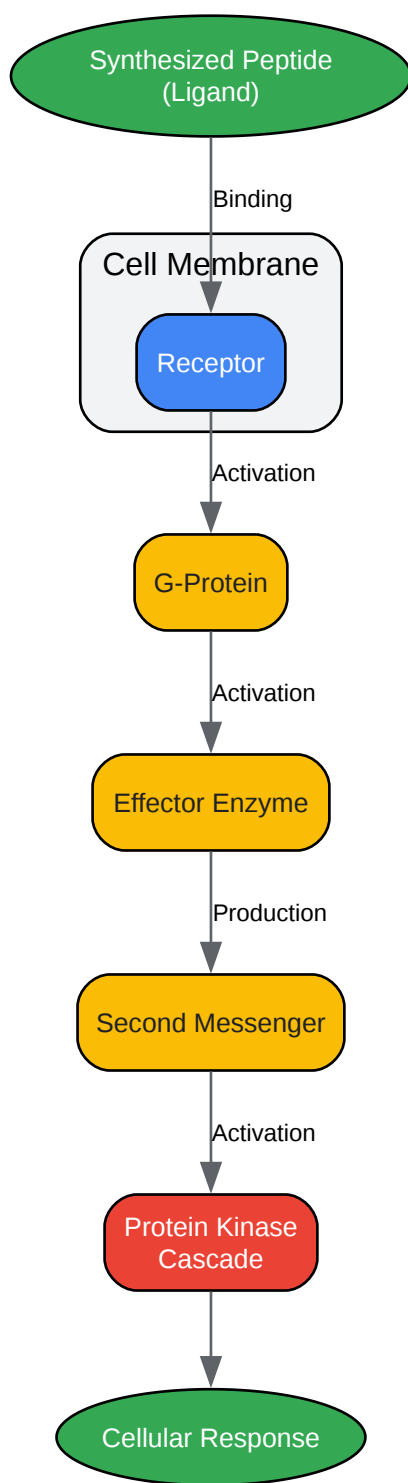 Synthesized Peptide
(Ligand)
Binding
Cell Membrane
Receptor
Activation
G-Protein
Activation
Effector Enzyme
Production
Second Messenger
Activation
Protein Kinase
Cascade
Cellular Response